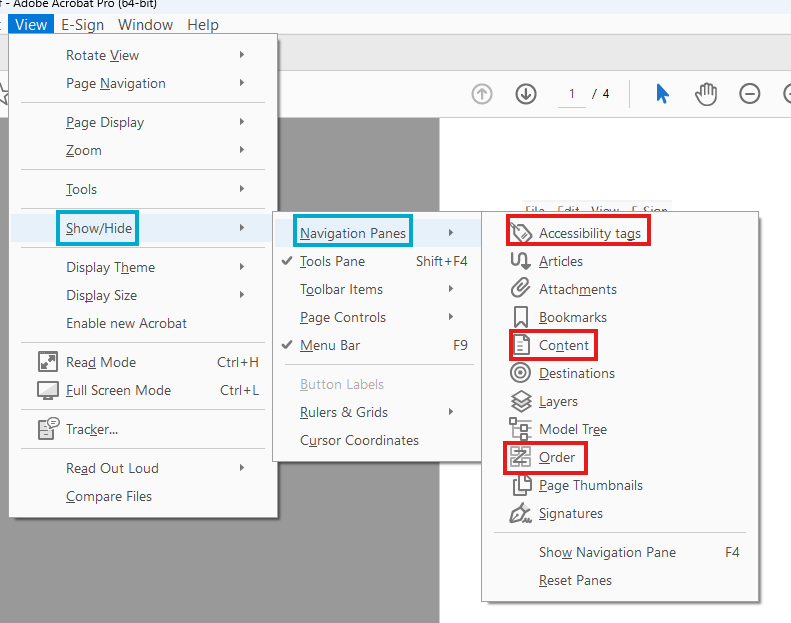 - Adobe Acrobat Pro (64-bit)
View E-Sign Window Help
Rotate View
Page Navigation
Page Display
Zoom
Tools
Show/Hide
Display Theme
Display Size
Enable new Acrobat
Read Mode Ctrl+H
Full Screen Mode Ctrl+L
Tracker...
Read Out Loud
Compare Files
1 / 4
File Edit View E-Sign
Navigation Panes
Tools Pane Shift+F4
Toolbar Items
Page Controls
Menu Bar F9
Button Labels
Rulers & Grids
Cursor Coordinates
Accessibility tags
Articles
Attachments
Bookmarks
Content
Destinations
Layers
Model Tree
Order
Page Thumbnails
Signatures
Show Navigation Pane F4
Reset Panes